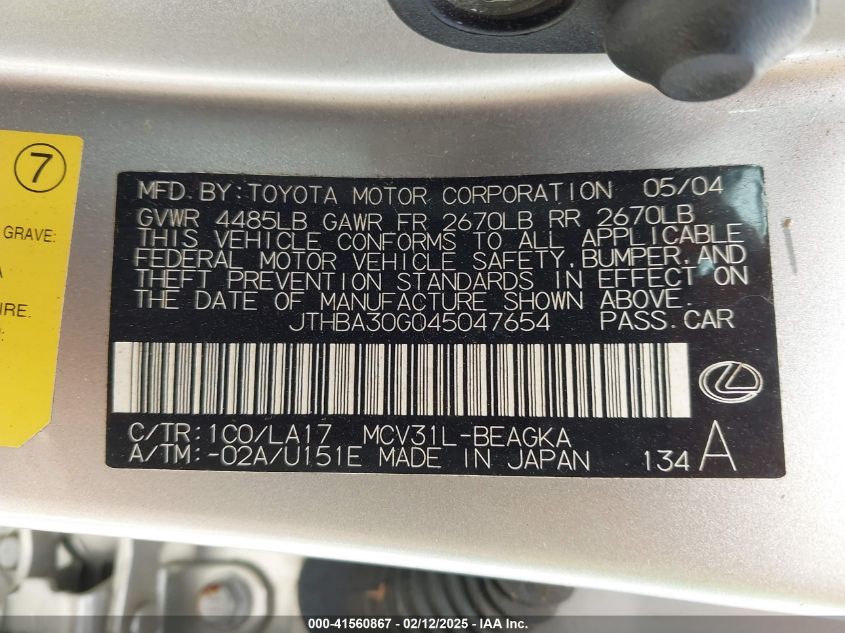 7
GRAVE:
A
IRE.
:
MFD.BY:TOYOTA MOTOR CORPORATION 05/04
GVWR 4485LB GAWR FR 2670LB RR 2670LB
THIS VEHICLE CONFORMS TO ALL APPLICABLE
FEDERAL MOTOR VEHICLE SAFETY,BUMPER,AND
THEFT PREVENTION STANDARDS IN EFFECT ON
THE DATE OF MANUFACTURE SHOWN ABOVE.
JTHBA30G045047654 PASS.CAR
C/TR:1C0/LA17 MCV31L-BEAGKA
A/TM:-02A/U151E MADE IN JAPAN 134 A
000-41560867 - 02/12/2025 - IAA Inc.